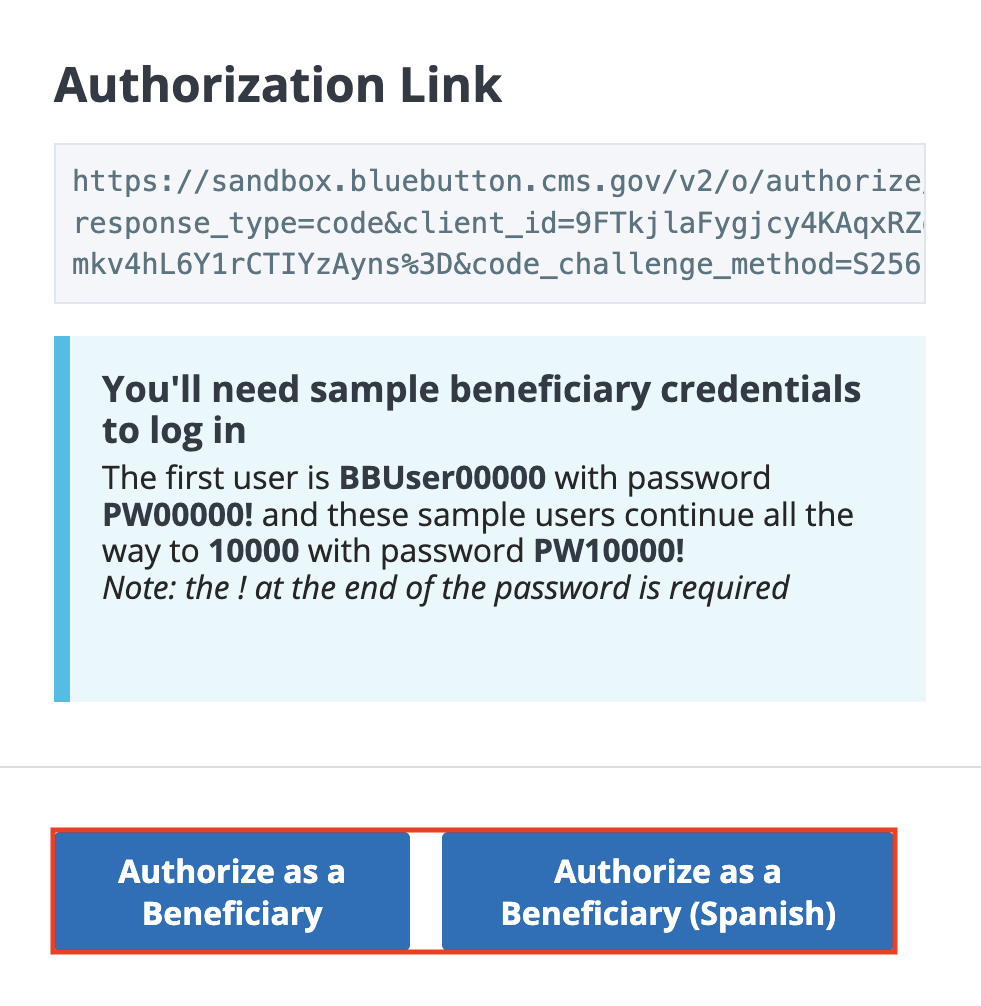 Authorization Link
https://sandbox.bluebutton.cms.gov/v2/o/authorize
response_type=code&client_id=9FTkjlaFygjcy4KAqxRZ
mkv4hL6Y1rCTIYzAyns%3D&code_challenge_method=S256
You'll need sample beneficiary credentials
to log in
The first user is BBUser00000 with password
PW00000! and these sample users continue all the
way to 10000 with password PW10000!
Note: the ! at the end of the password is required
Authorize as a
Beneficiary
Authorize as a
Beneficiary (Spanish)